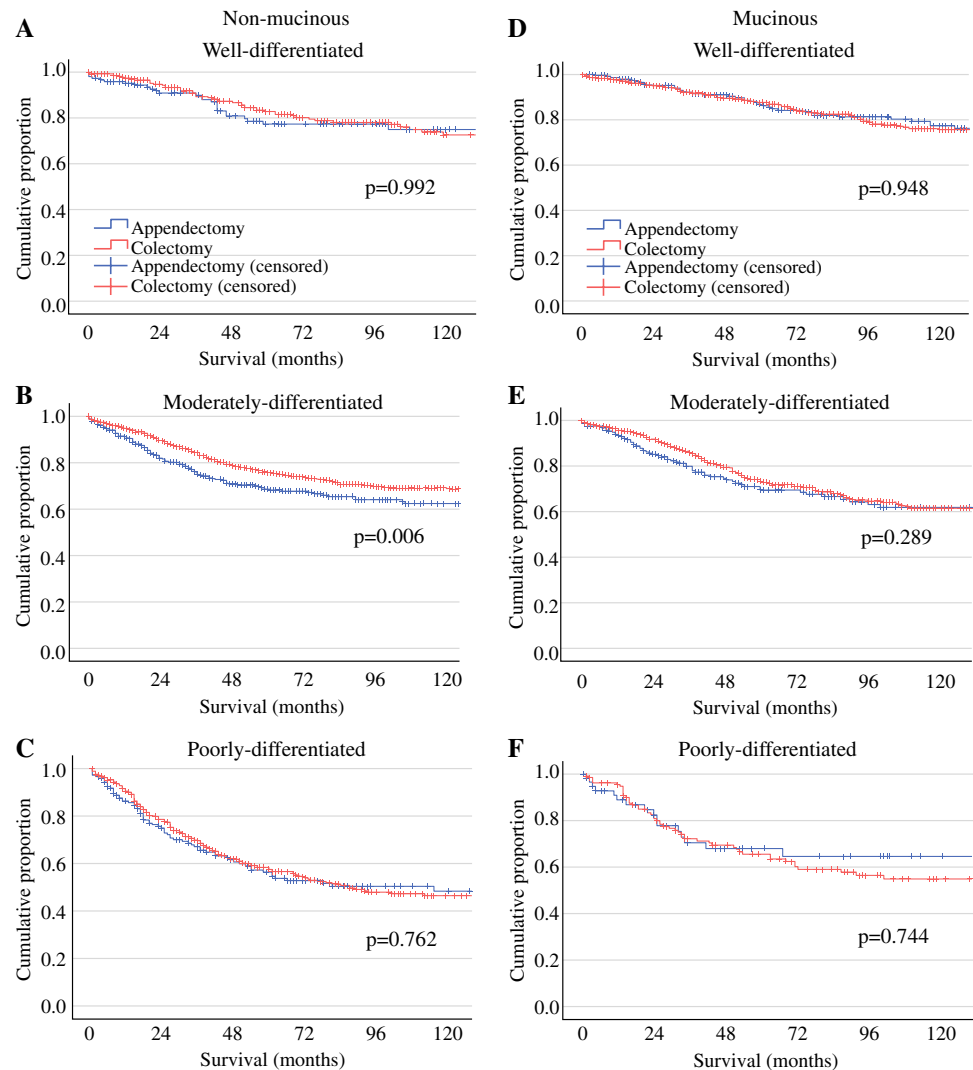 A
Non-mucinous
Well-differentiated
Cumulative proportion
1.0
0.8
0.6
0.4
0.2
0.0
p=0.992
Appendectomy
Colectomy
Appendectomy (censored)
Colectomy (censored)
0 24 48 72 96 120
Survival (months)
D
Mucinous
Well-differentiated
Cumulative proportion
1.0
0.8
0.6
0.4
0.2
0.0
p=0.948
Appendectomy
Colectomy
Appendectomy (censored)
Colectomy (censored)
0 24 48 72 96 120
Survival (months)
B
Moderately-differentiated
Cumulative proportion
1.0
0.8
0.6
0.4
0.2
0.0
p=0.006
0 24 48 72 96 120
Survival (months)
E
Moderately-differentiated
Cumulative proportion
1.0
0.8
0.6
0.4
0.2
0.0
p=0.289
0 24 48 72 96 120
Survival (months)
C
Poorly-differentiated
Cumulative proportion
1.0
0.8
0.6
0.4
0.2
0.0
p=0.762
0 24 48 72 96 120
Survival (months)
F
Poorly-differentiated
Cumulative proportion
1.0
0.8
0.6
0.4
0.2
0.0
p=0.744
0 24 48 72 96 120
Survival (months)